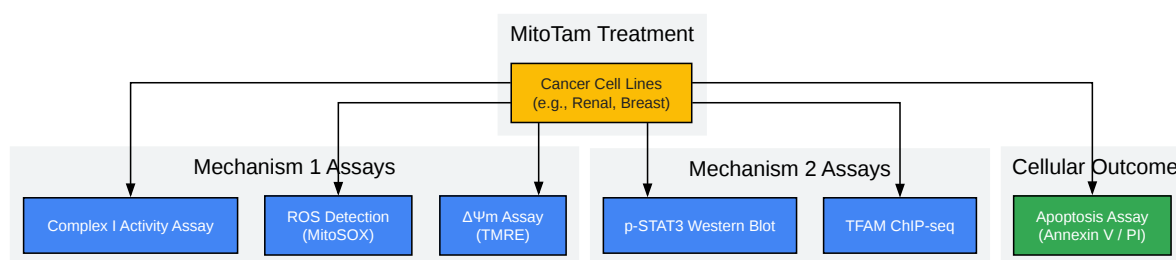 MitoTam Treatment
Cancer Cell Lines
(e.g., Renal, Breast)
Mechanism 1 Assays
Mechanism 2 Assays
Cellular Outcome
Complex I Activity Assay
ROS Detection
(MitoSOX)
ΔΨm Assay
(TMRE)
p-STAT3 Western Blot
TFAM ChIP-seq
Apoptosis Assay
(Annexin V / PI)